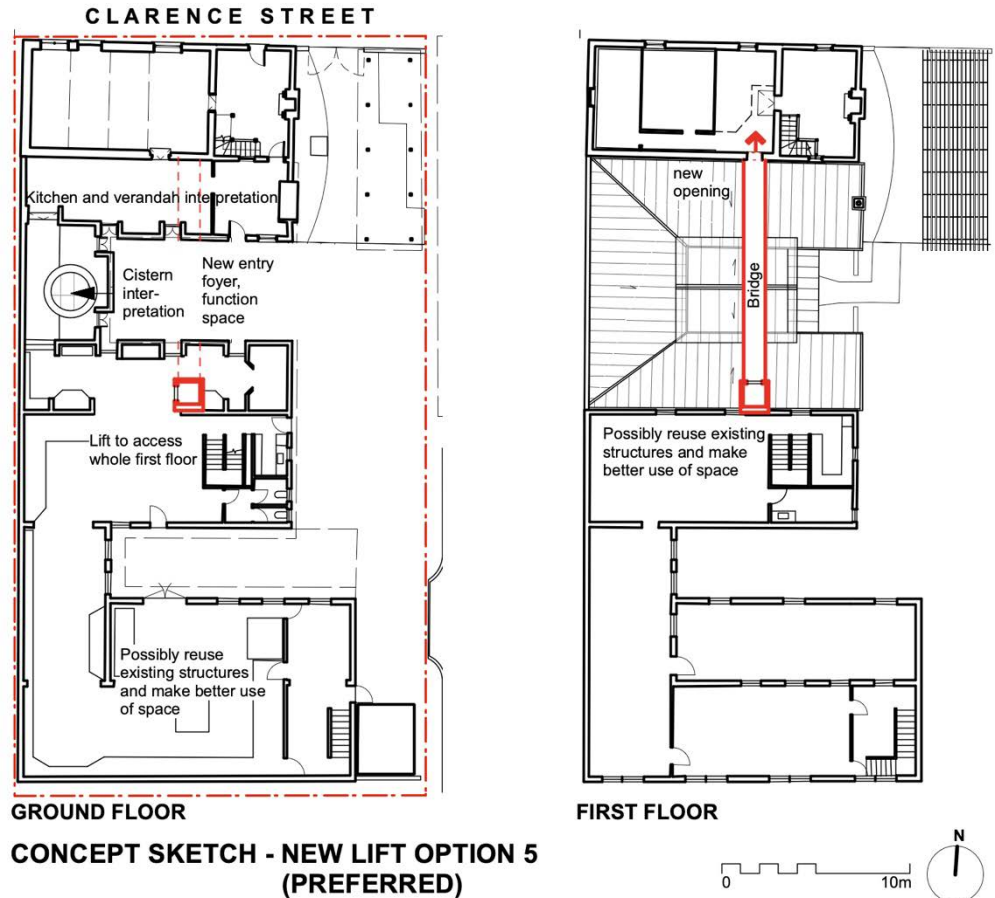 CLARENCE STREET
Kitchen and verandah interpretation
Cistern
inter-
pretation
New entry
foyer,
function
space
Lift to access
whole first floor
Possibly reuse
existing structures
and make better use
of space
GROUND FLOOR
new
opening
Bridge
Possibly reuse existing
structures and make
better use of space
FIRST FLOOR
CONCEPT SKETCH - NEW LIFT OPTION 5
(PREFERRED)
0
10m
N